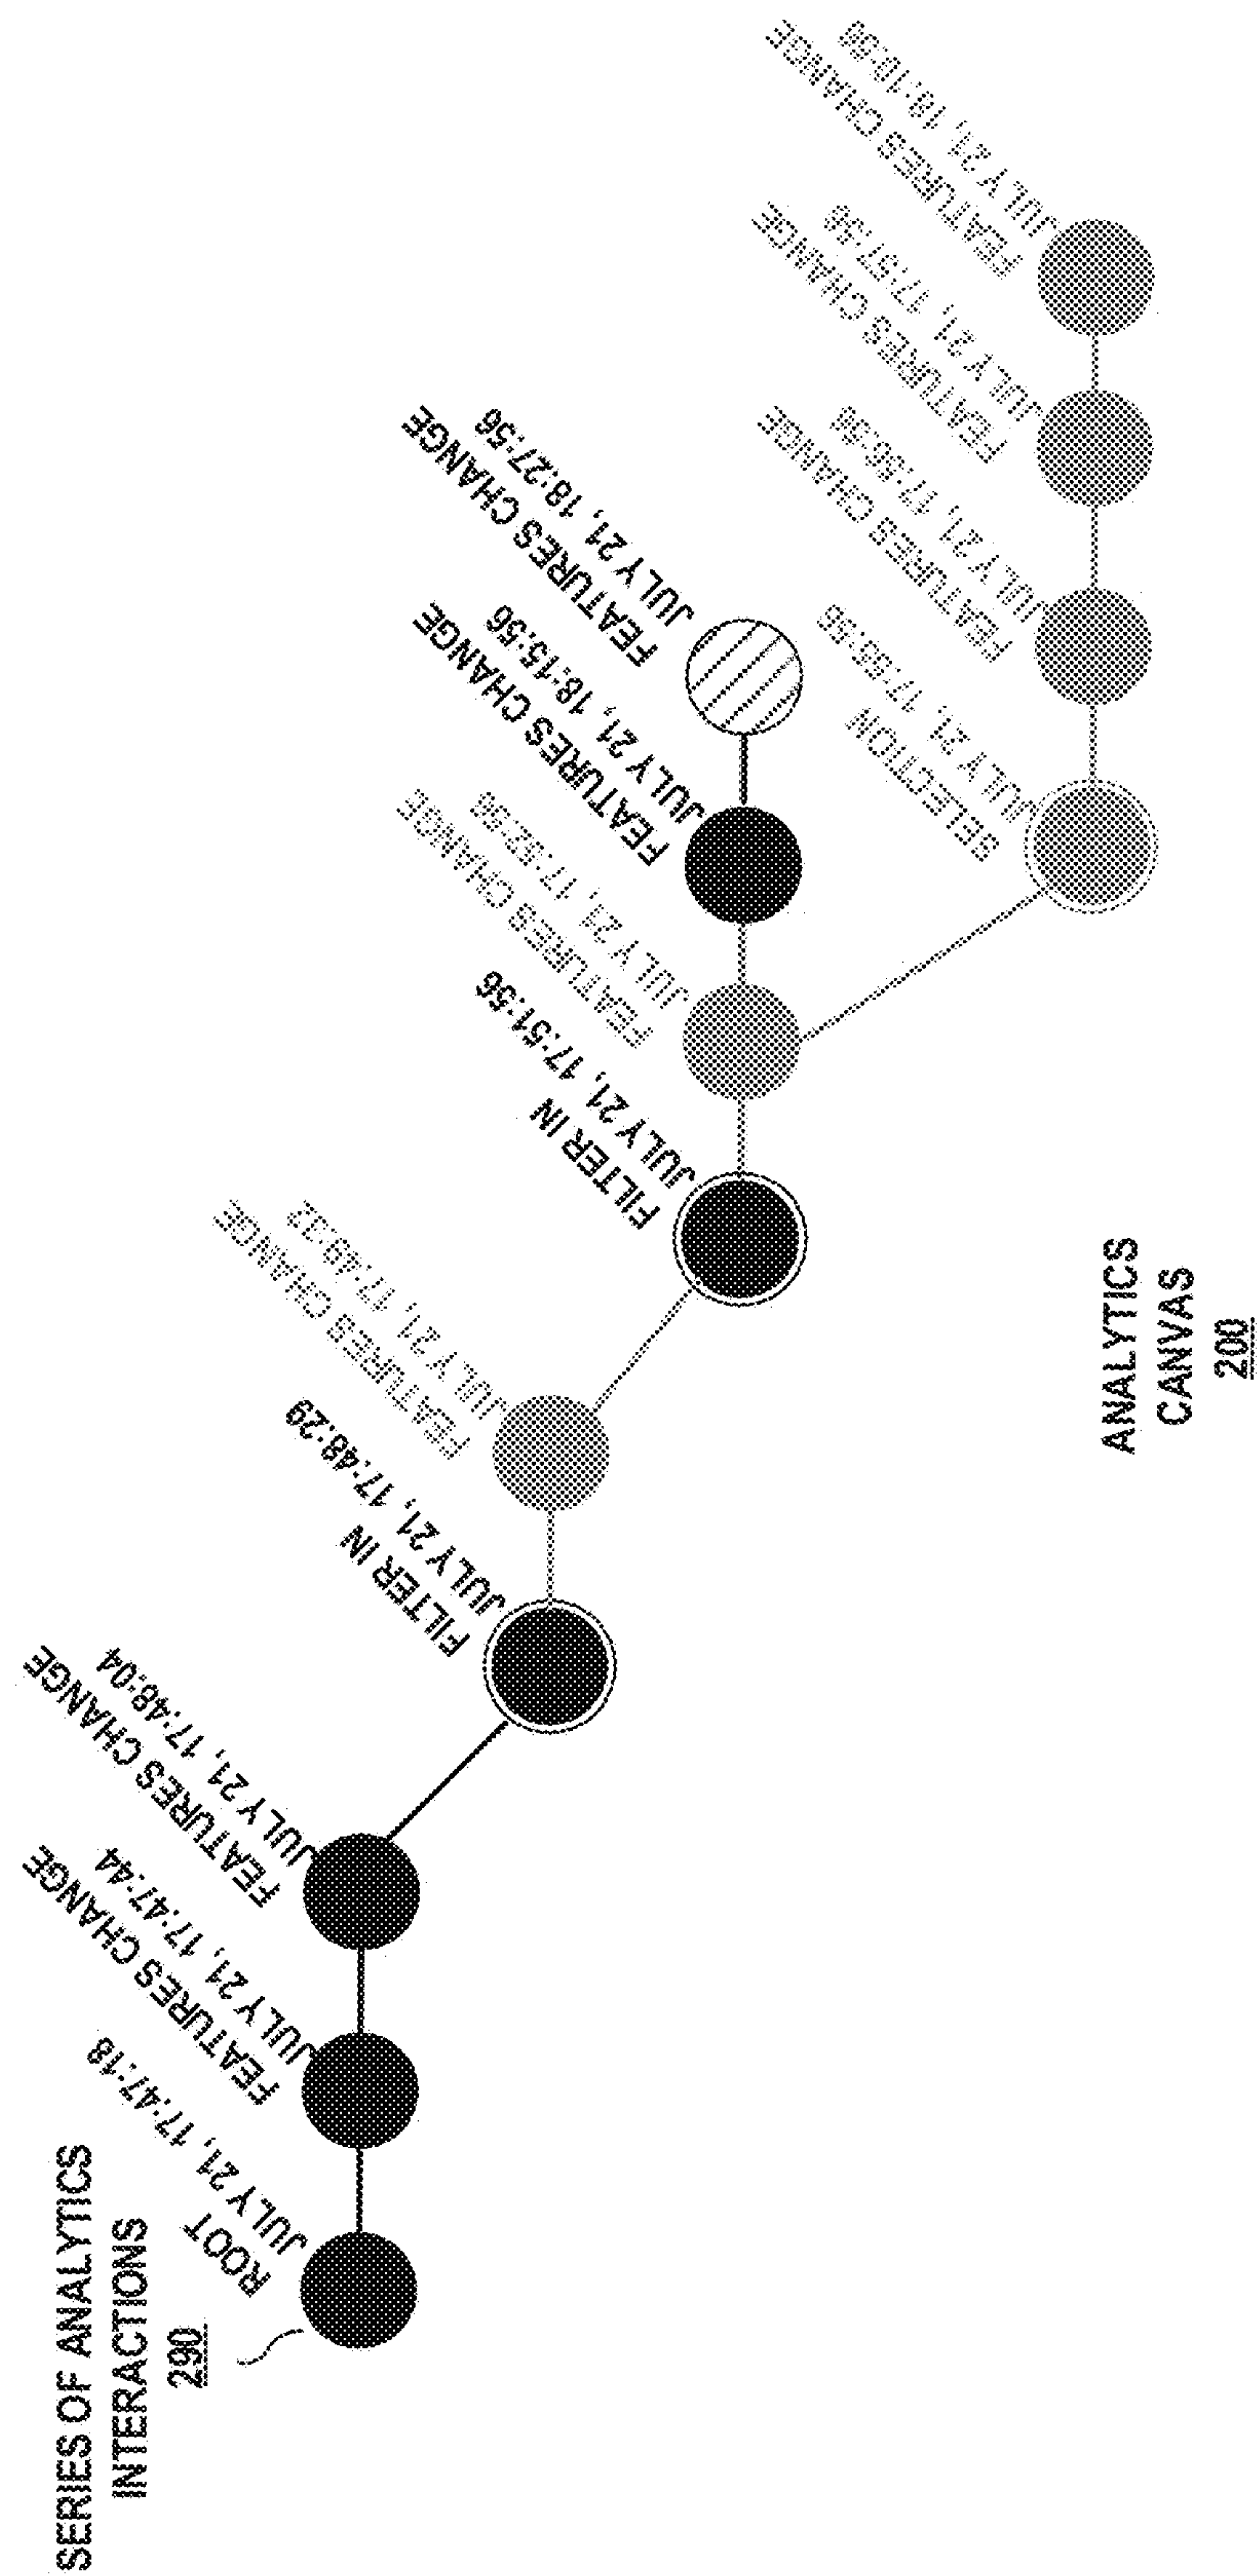 SERIES OF ANALYTICS
INTERACTIONS
290
ROOT
JULY 21, 17:47:18
FEATURES CHANGE
JULY 21, 17:47:44
FEATURES CHANGE
JULY 21, 17:48:04
FILTER IN
JULY 21, 17:48:29
FEATURES CHANGE
JULY 21, 17:49:32
FILTER IN
JULY 21, 17:51:56
FEATURES CHANGE
JULY 21, 17:52:56
FEATURES CHANGE
JULY 21, 18:15:56
FEATURES CHANGE
JULY 21, 18:27:56
SELECTION
JULY 21, 17:55:56
FEATURES CHANGE
JULY 21, 17:56:56
FEATURES CHANGE
JULY 21, 17:57:56
FEATURES CHANGE
JULY 21, 18:10:56
ANALYTICS
CANVAS
200